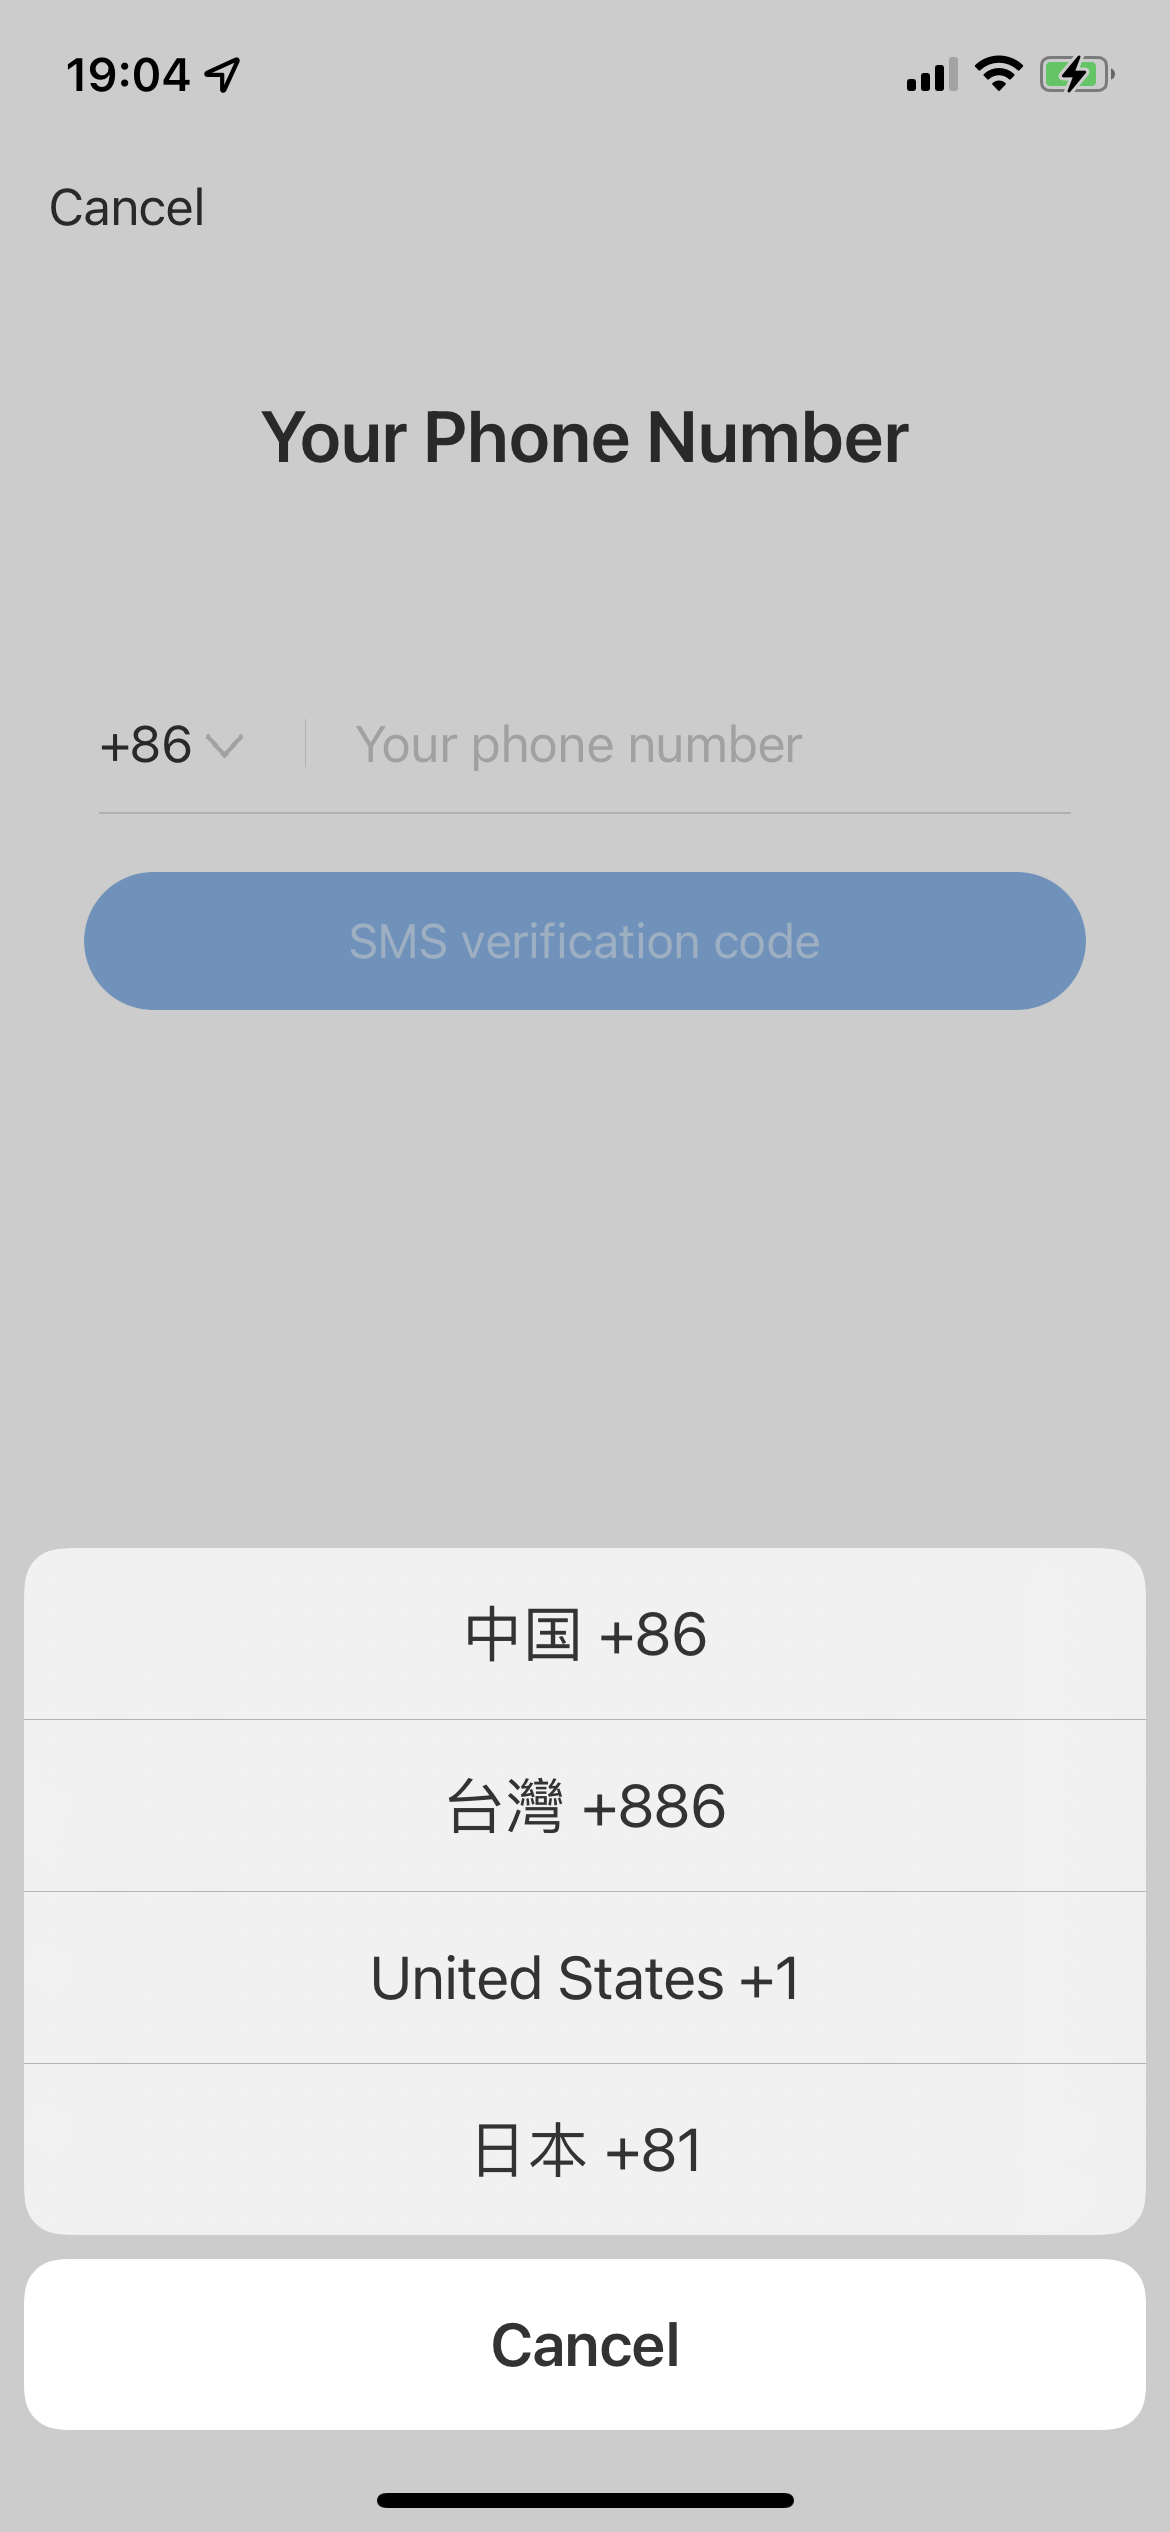 19:04
Cancel
Your Phone Number
+86 Your phone number
SMS verification code
中国 +86
台灣 +886
United States +1
日本 +81
Cancel